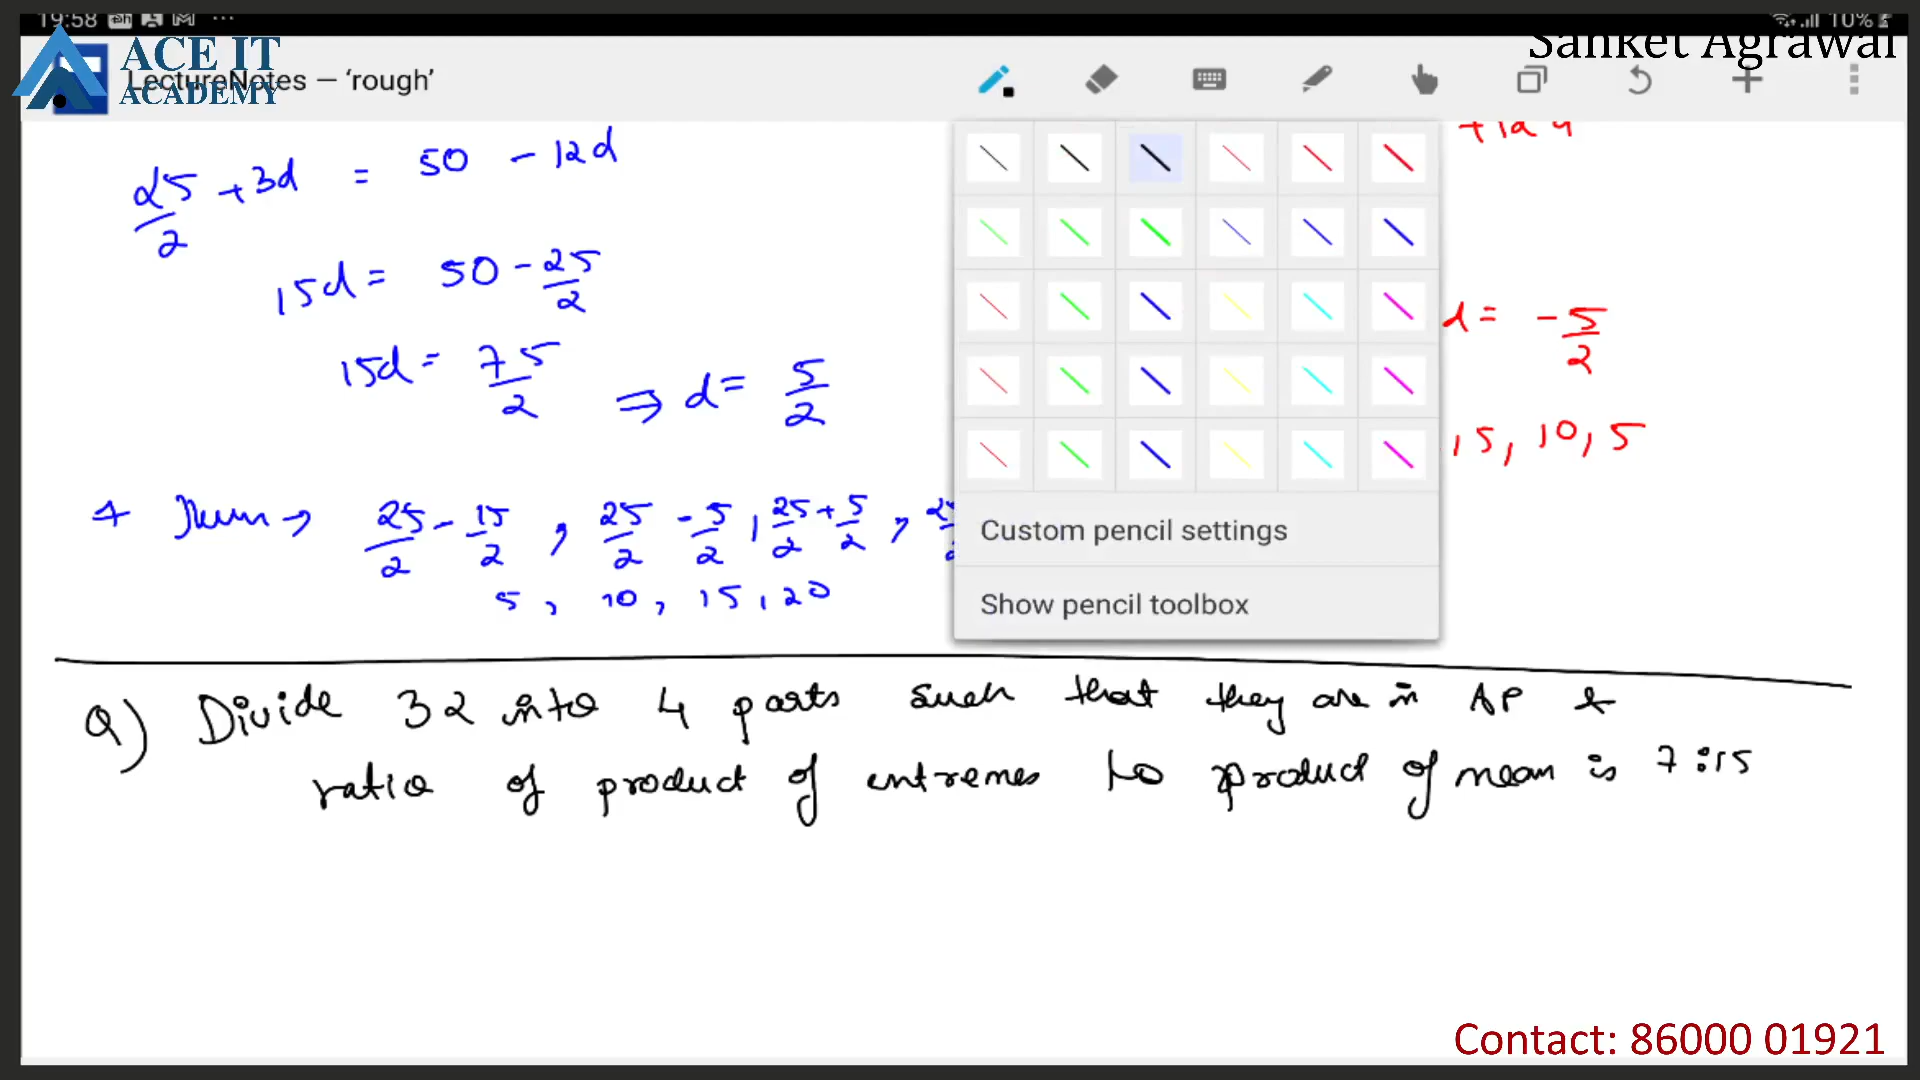 19:58
10%
ACE IT
ACADEMY
LectureNotes — ‘rough’
Sanket Agrawal
25/2 + 3d = 50 - 12d
15d = 50 - 25/2
15d = 75/2 ⇒ d = 5/2
d = -5/2
15, 10, 5
25/2 - 15/2 , 25/2 - 5/2 , 25/2 + 5/2 ,
5 , 10 , 15 , 20
Custom pencil settings
Show pencil toolbox
Q) Divide 32 into 4 parts such that they are in AP &
ratio of product of extremes to product of mean is 7:15
Contact: 86000 01921